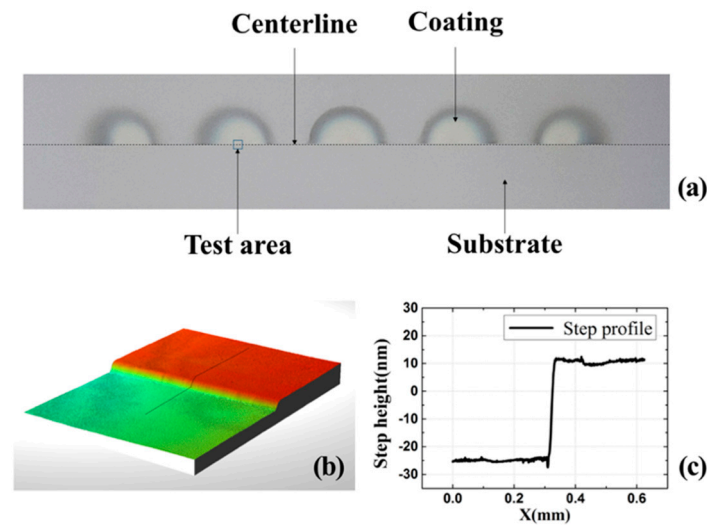 Centerline
Coating
(a)
Test area
Substrate
(b)
30
20
10
0
-10
-20
-30
Step height(nm)
Step profile
0.0
0.2
0.4
0.6
X(mm)
(c)